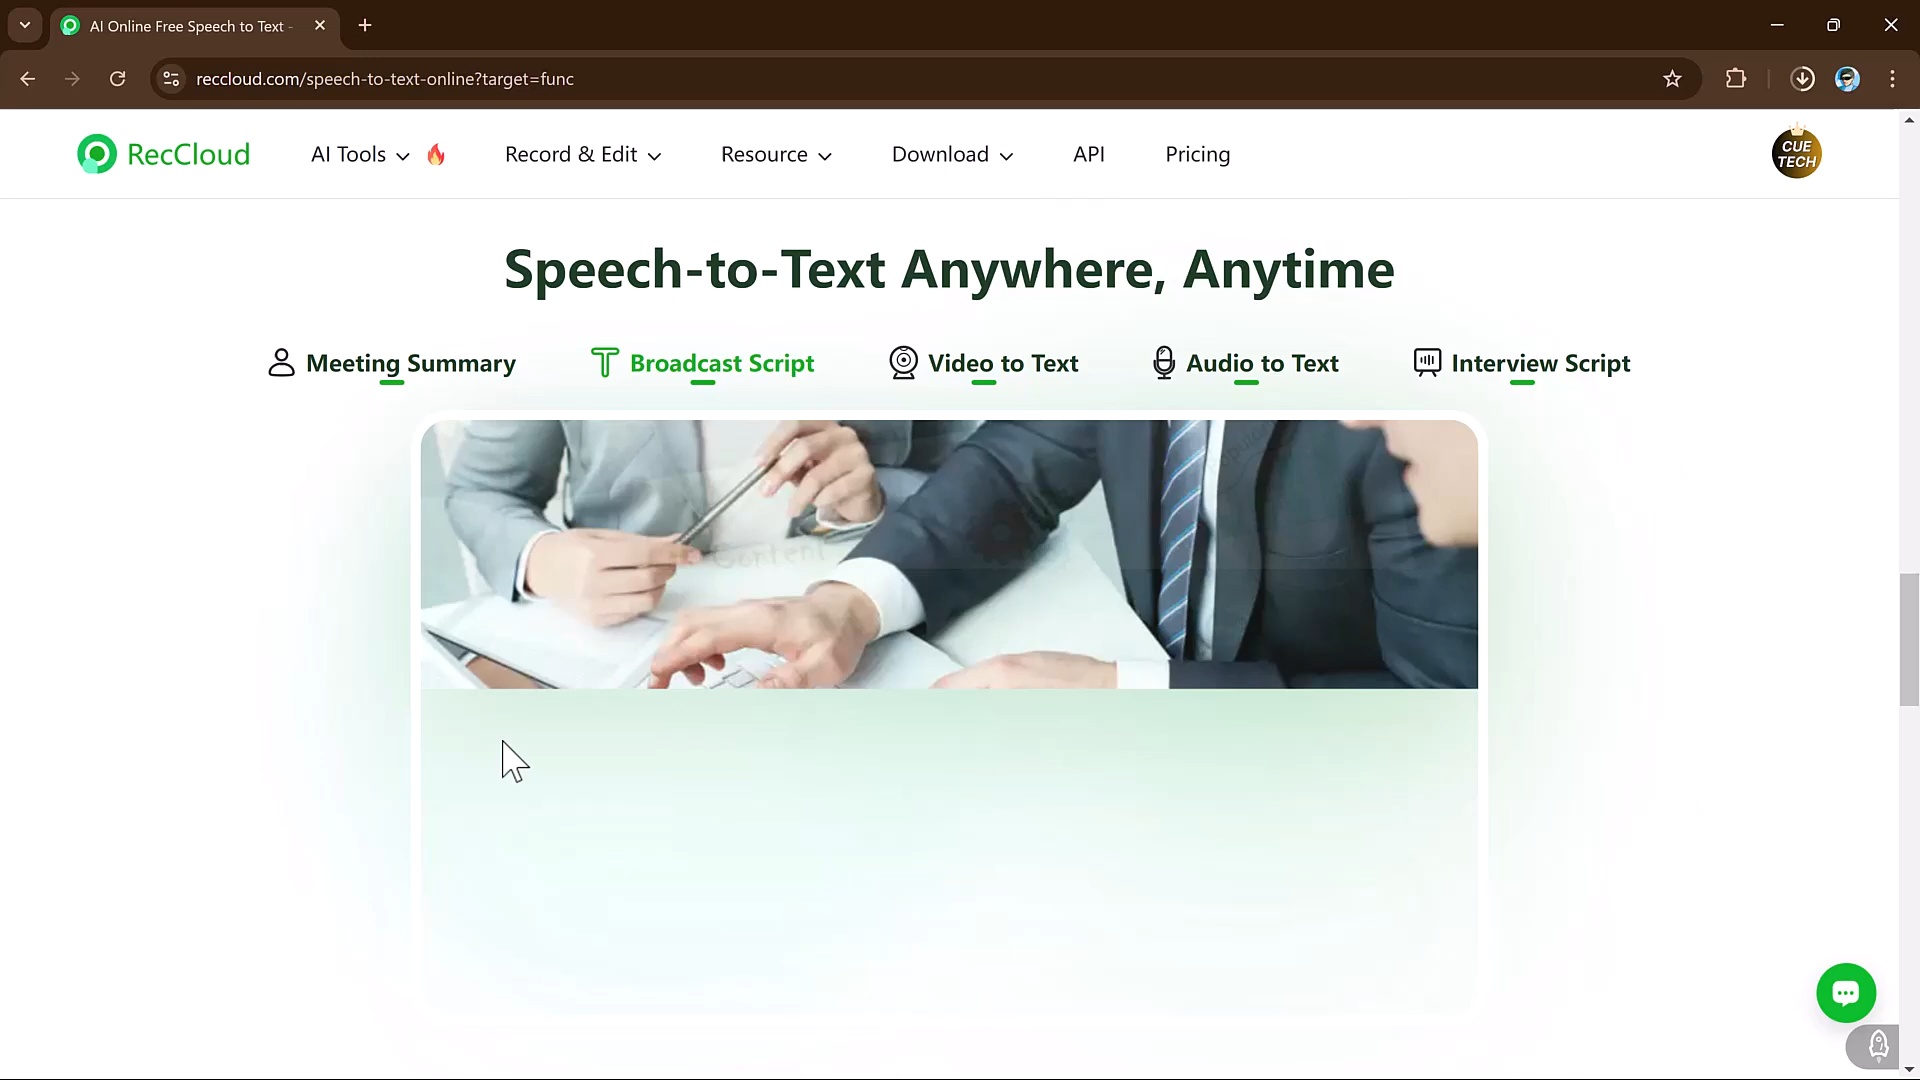 AI Online Free Speech to Text -
reccloud.com/speech-to-text-online?target=func
RecCloud
AI Tools
Record & Edit
Resource
Download
API
Pricing
CUE
TECH
Speech-to-Text Anywhere, Anytime
Meeting Summary
Broadcast Script
Video to Text
Audio to Text
Interview Script
Content